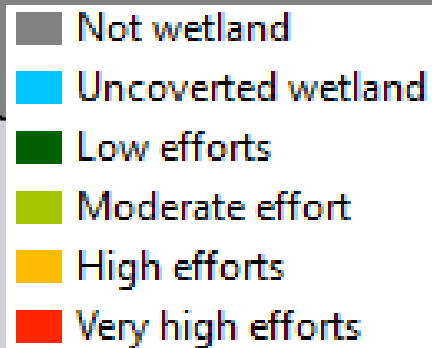 Not wetland
Uncoverted wetland
Low efforts
Moderate effort
High efforts
Very high efforts